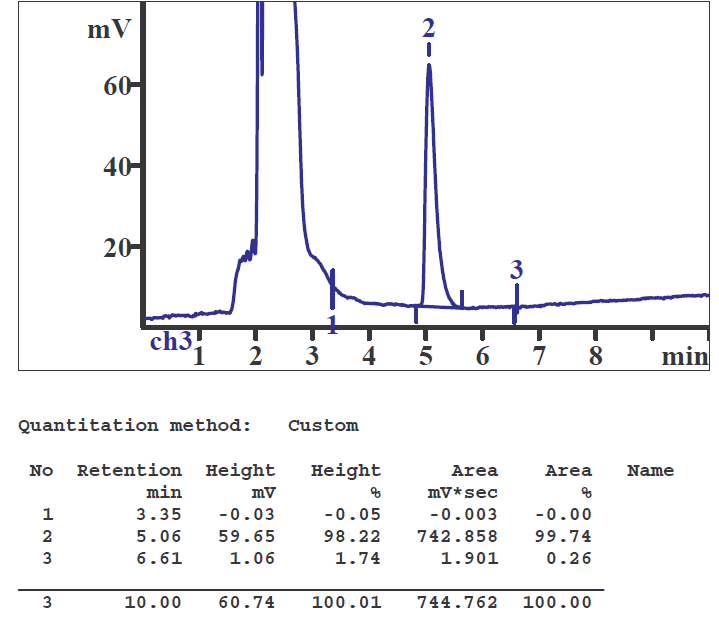 mV
2
60
40
20
3
1
ch3
1 2 3 4 5 6 7 8 min
Quantitation method: Custom
No Retention Height Height Area Area Name
min mV % mV*sec %
1 3.35 -0.03 -0.05 -0.003 -0.00
2 5.06 59.65 98.22 742.858 99.74
3 6.61 1.06 1.74 1.901 0.26
3 10.00 60.74 100.01 744.762 100.00